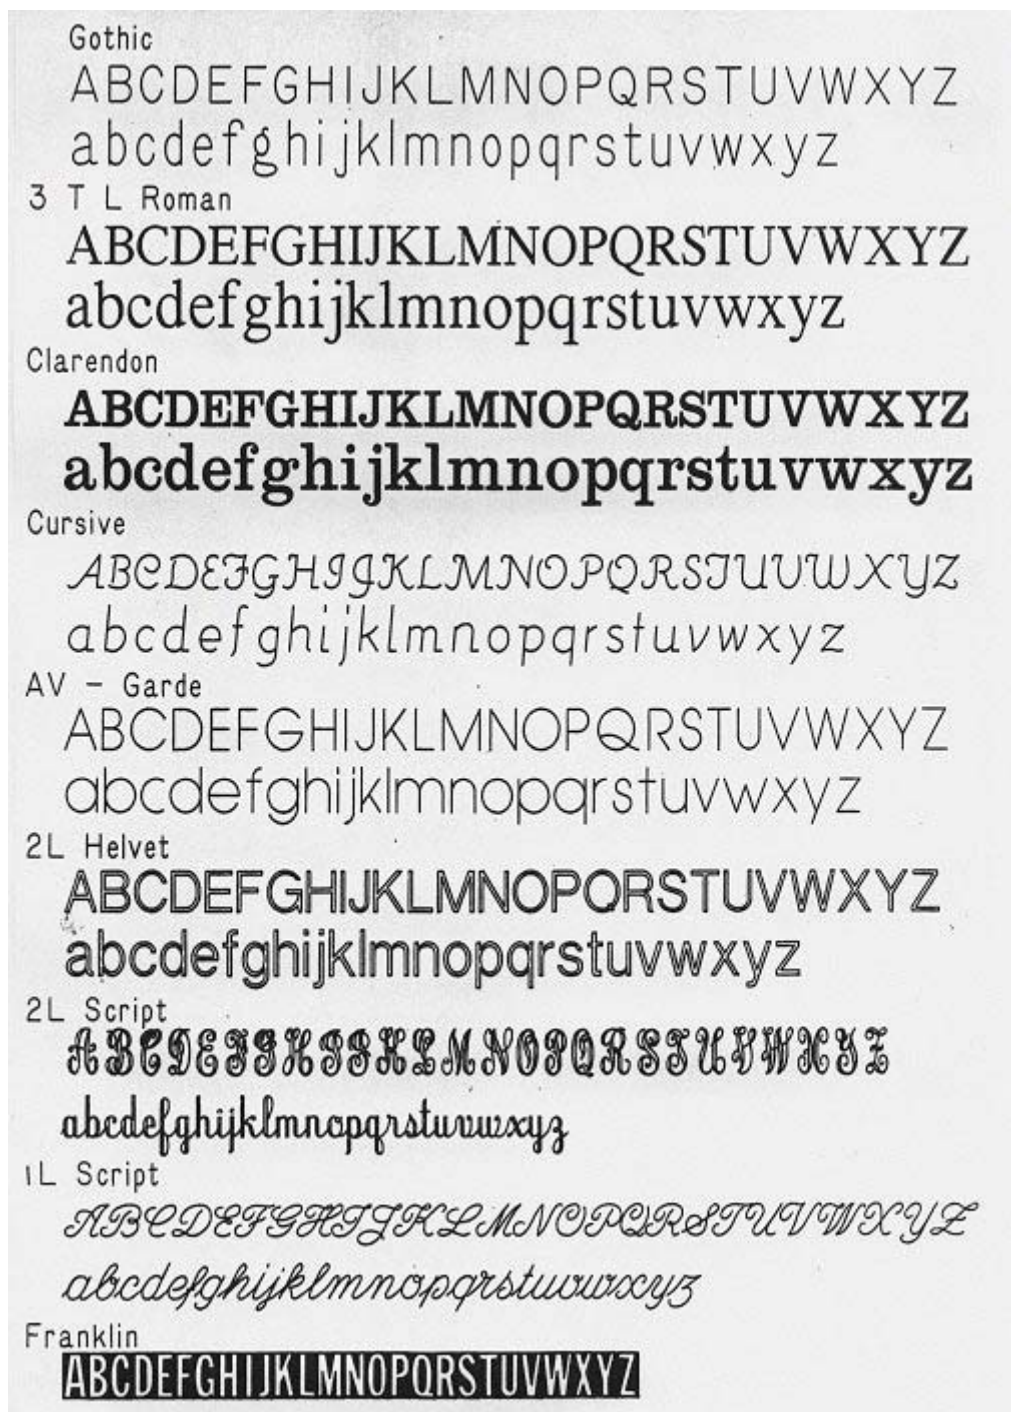 Gothic
ABCDEFGHIJKLMNOPQRSTUVWXYZ
abcdefghijklmnopqrstuvwxyz
3 T L Roman
ABCDEFGHIJKLMNOPQRSTUVWXYZ
abcdefghijklmnopqrstuvwxyz
Clarendon
ABCDEFGHIJKLMNOPQRSTUVWXYZ
abcdefghijklmnopqrstuvwxyz
Cursive
ABCDEFGHIJKLMNOPQRSTUVWXYZ
abcdefghijklmnopqrstuvwxyz
AV - Garde
ABCDEFGHIJKLMNOPQRSTUVWXYZ
abcdefghijklmnopqrstuvwxyz
2L Helvet
ABCDEFGHIJKLMNOPQRSTUVWXYZ
abcdefghijklmnopqrstuvwxyz
2L Script
ABCDEFGHIJKLMNOPQRSTUVWXYZ
abcdefghijklmnopqrstuvwxyz
1L Script
ABCDEFGHIJKLMNOPQRSTUVWXYZ
abcdefghijklmnopqrstuvwxyz
Franklin
ABCDEFGHIJKLMNOPQRSTUVWXYZ